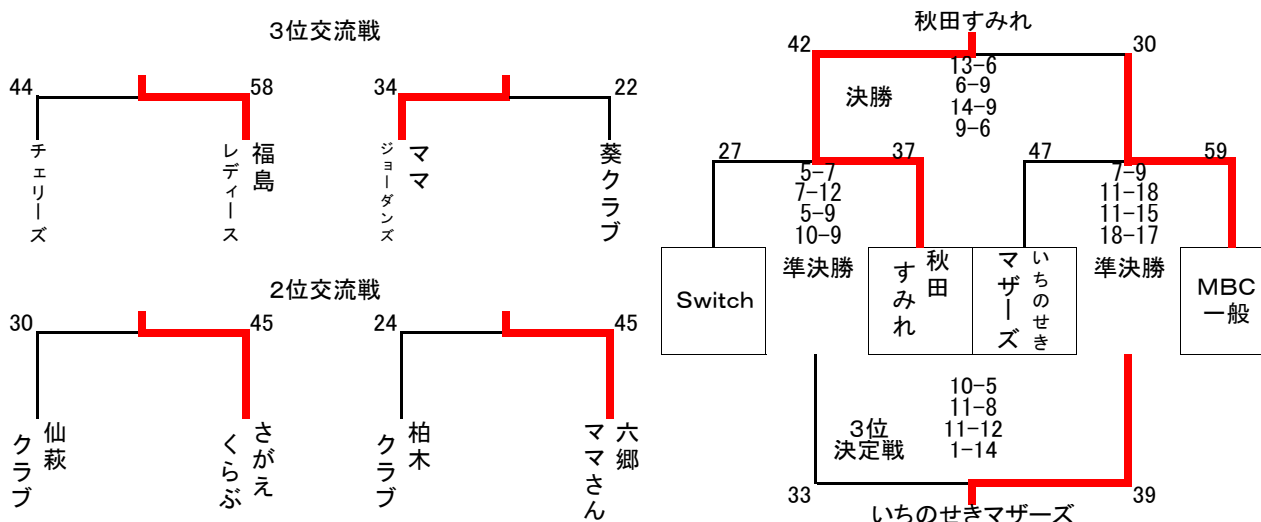 3位交流戦
44
58
チェリーズ
福島
レディース
34
22
ママ
ジョーダンズ
葵クラブ
2位交流戦
30
45
仙萩
クラブ
さがえ
くらぶ
24
45
柏木
クラブ
六郷
ママさん
秋田すみれ
42
30
13-6
6-9
14-9
9-6
決勝
27
37
5-7
7-12
5-9
10-9
準決勝
47
59
7-9
11-18
11-15
18-17
準決勝
Switch
秋田
すみれ
いちのせき
マザーズ
MBC
一般
10-5
11-8
11-12
1-14
3位
決定戦
33
39
いちのせきマザーズ